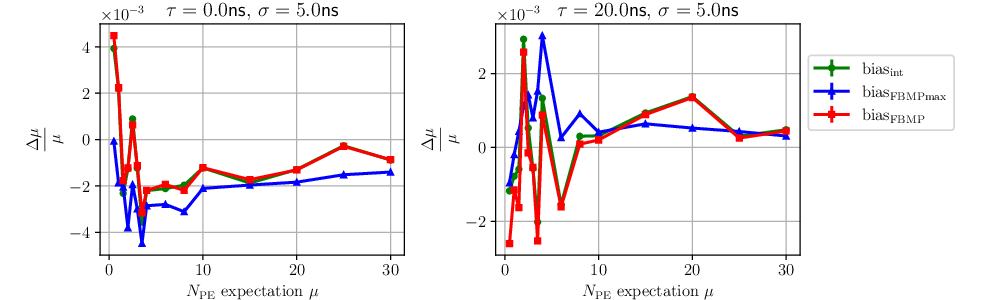 ×10⁻³ τ = 0.0ns, σ = 5.0ns
4
2
0
−2
−4
Δμ/μ
0 10 20 30
N_PE expectation μ
×10⁻³ τ = 20.0ns, σ = 5.0ns
2
0
−2
Δμ/μ
0 10 20 30
N_PE expectation μ
bias_int
bias_FBMPmax
bias_FBMP